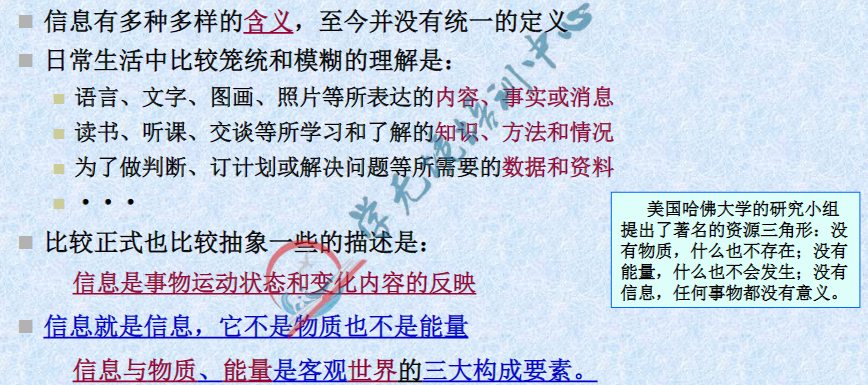 信息有多种多样的含义，至今并没有统一的定义
日常生活中比较笼统和模糊的理解是：
语言、文字、图画、照片等所表达的内容、事实或消息
读书、听课、交谈等所学习和了解的知识、方法和情况
为了做判断、订计划或解决问题等所需要的数据和资料
• • •
比较正式也比较抽象一些的描述是：
信息是事物运动状态和变化内容的反映
信息就是信息，它不是物质也不是能量
信息与物质、能量是客观世界的三大构成要素。
美国哈佛大学的研究小组
提出了著名的资源三角形：没
有物质，什么也不存在；没有
能量，什么也不会发生；没有
信息，任何事物都没有意义。
学无境培训中心